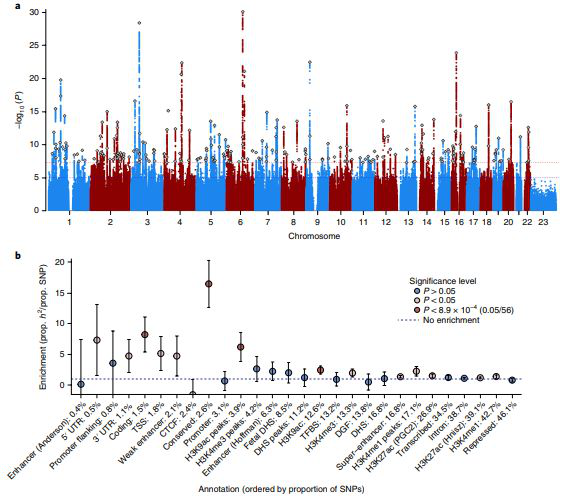 a
30
25
20
15
10
5
0
–log10 (P)
1 2 3 4 5 6 7 8 9 10 11 12 13 14 16 17 18 20 22 23
Chromosome
b
20
15
10
5
0
Enrichment (prop. h²/prop. SNP)
Significance level
P > 0.05
P < 0.05
P < 8.9 × 10⁻⁴ (0.05/56)
No enrichment
Enhancer (Anderson): 0.4%
5′ UTR: 0.5%
Promoter flanking: 0.8%
3′ UTR: 1.1%
Coding: 1.5%
TSS: 1.8%
Weak enhancer: 2.1%
CTCF: 2.4%
Conserved: 2.6%
Promoter: 3.1%
H3K9ac peaks: 3.9%
H3K4me3 peaks: 4.2%
Enhancer (Hoffman): 6.3%
Fetal DHS: 8.5%
DHS peaks: 11.2%
H3K9ac: 12.6%
TFBS: 13.2%
H3K4me3: 13.3%
DGF: 13.8%
DHS: 16.8%
Super-enhancer: 16.8%
H3K4me1 peaks: 17.1%
H3K27ac (PGC2): 26.9%
Transcribed: 34.5%
Intron: 38.7%
H3K27ac (Hnisz): 39.1%
H3K4me1: 42.7%
Repressed: 46.1%
Annotation (ordered by proportion of SNPs)